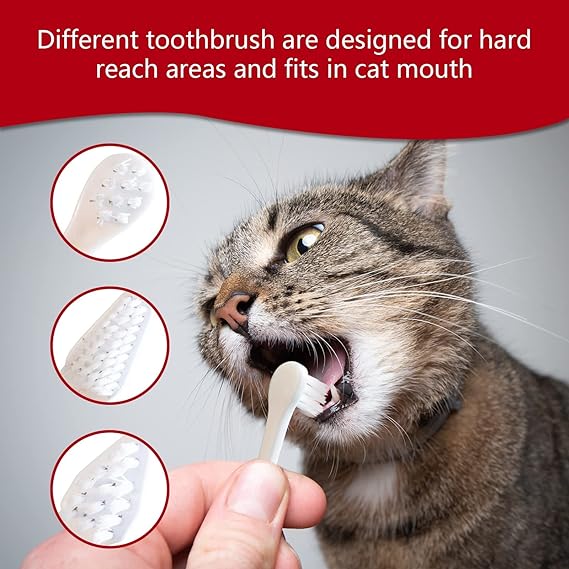 Different toothbrush are designed for hard
reach areas and fits in cat mouth